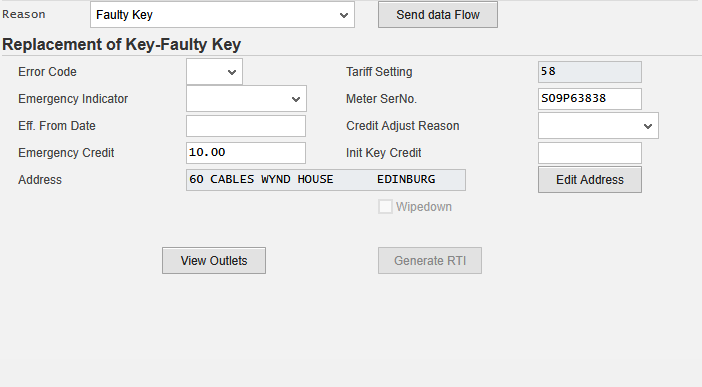 Reason Faulty Key Send data Flow
Replacement of Key-Faulty Key
Error Code Tariff Setting 58
Emergency Indicator Meter SerNo. S09P63838
Eff. From Date Credit Adjust Reason
Emergency Credit 10.00 Init Key Credit
Address 60 CABLES WYND HOUSE EDINBURG Edit Address
Wipedown
View Outlets Generate RTI